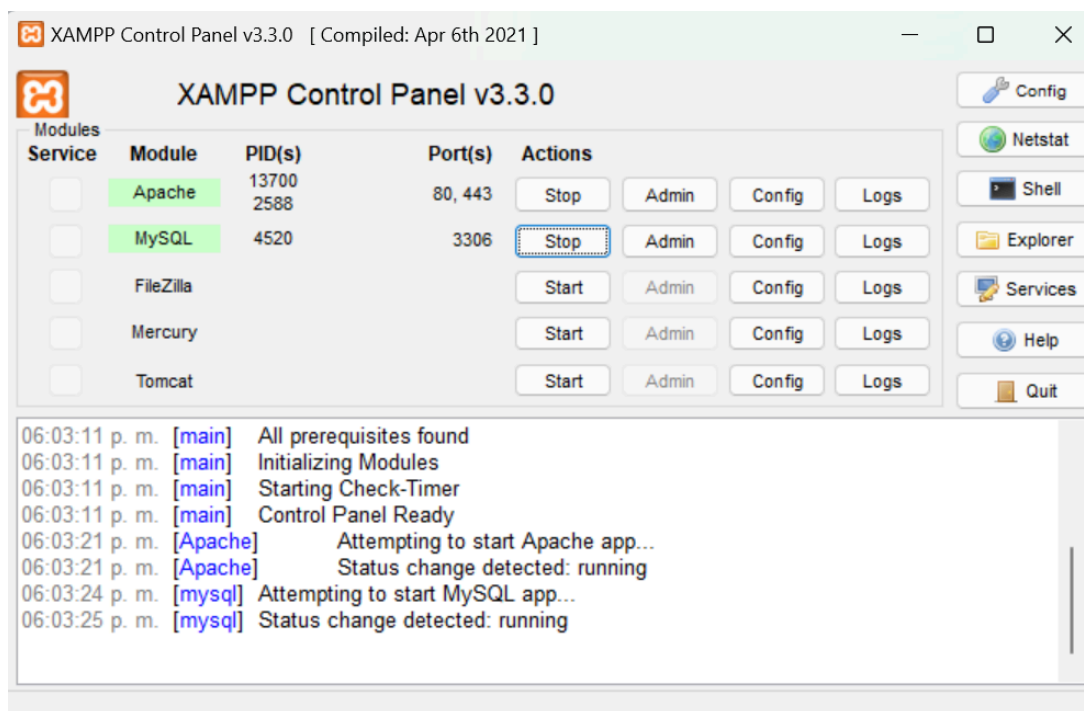 XAMPP Control Panel v3.3.0 [ Compiled: Apr 6th 2021 ]
XAMPP Control Panel v3.3.0
Config
Modules
Service Module PID(s) Port(s) Actions
Netstat
Apache 13700 2588 80, 443 Stop Admin Config Logs
Shell
MySQL 4520 3306 Stop Admin Config Logs
Explorer
FileZilla Start Admin Config Logs
Services
Mercury Start Admin Config Logs
Help
Tomcat Start Admin Config Logs
Quit
06:03:11 p. m. [main] All prerequisites found
06:03:11 p. m. [main] Initializing Modules
06:03:11 p. m. [main] Starting Check-Timer
06:03:11 p. m. [main] Control Panel Ready
06:03:21 p. m. [Apache] Attempting to start Apache app...
06:03:21 p. m. [Apache] Status change detected: running
06:03:24 p. m. [mysql] Attempting to start MySQL app...
06:03:25 p. m. [mysql] Status change detected: running